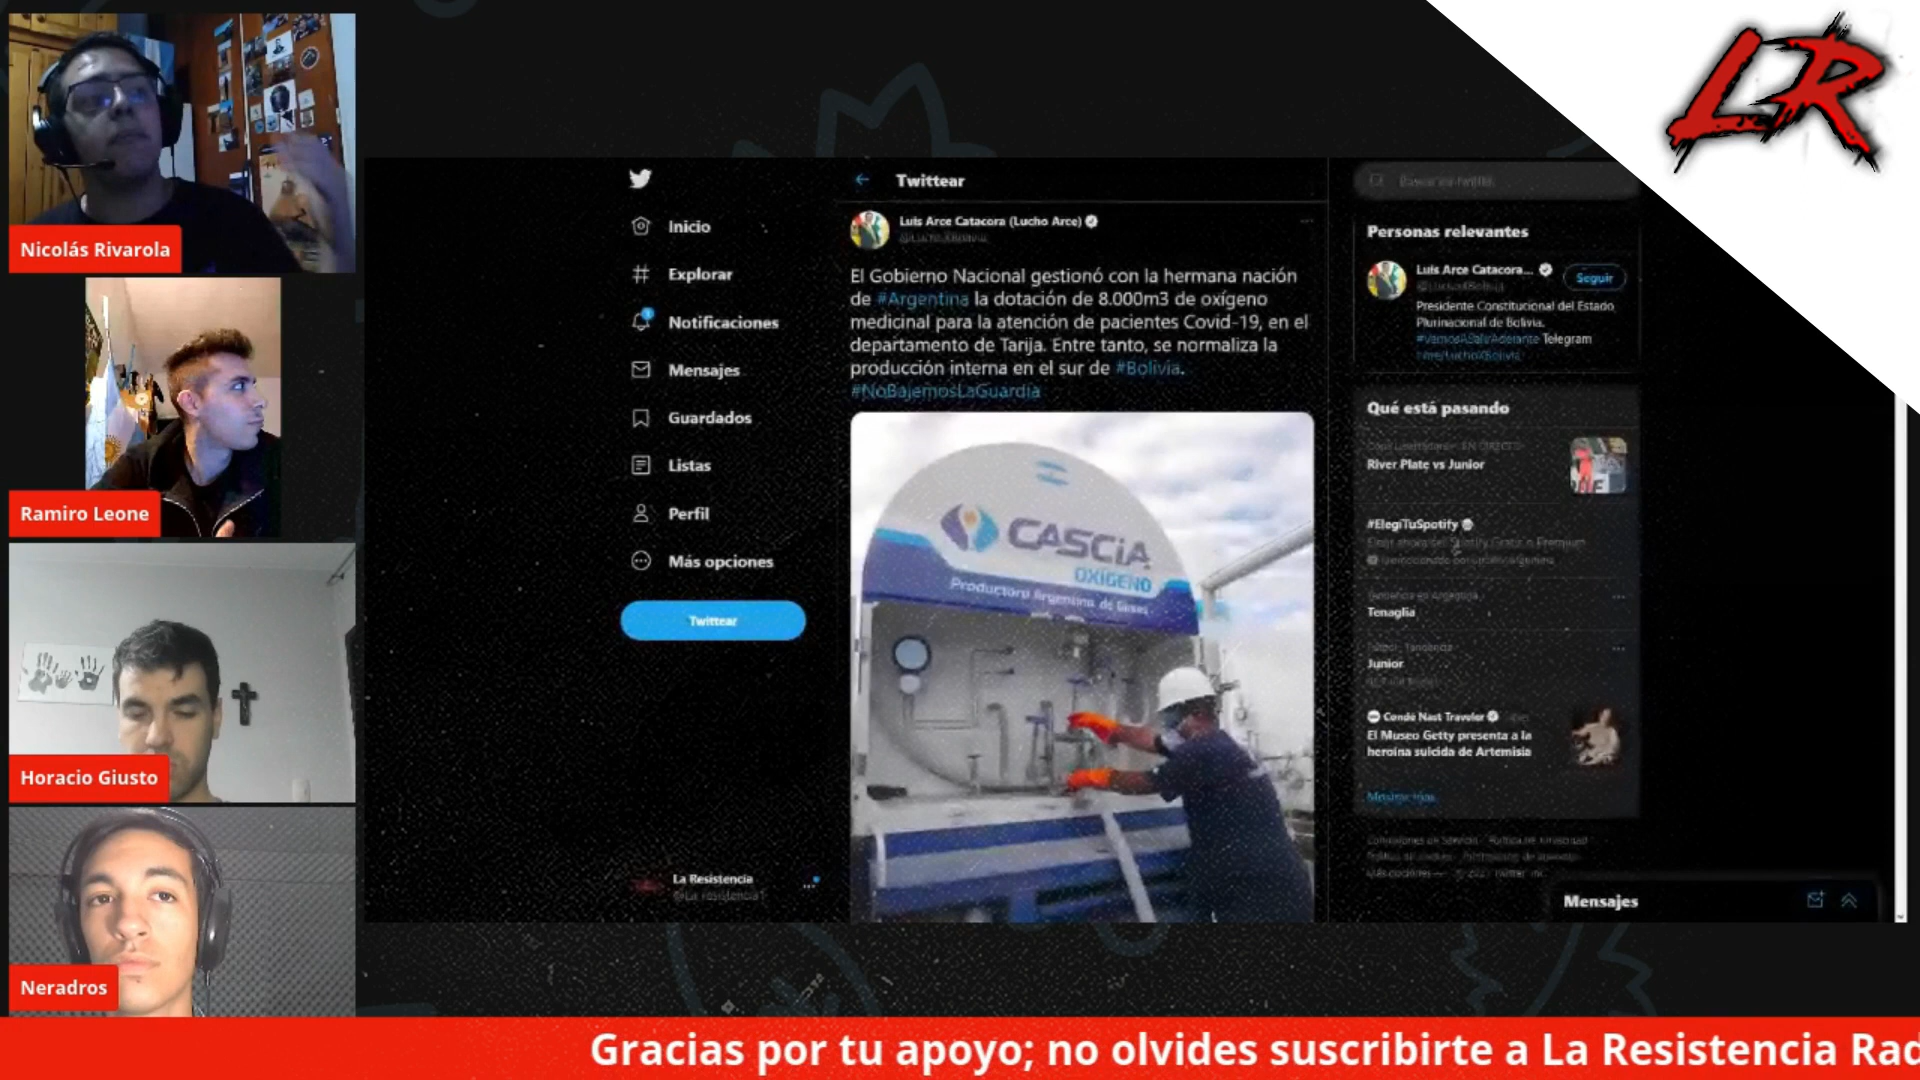 LR
Nicolás Rivarola
Ramiro Leone
Horacio Giusto
Neradros
Inicio
Explorar
Notificaciones
Mensajes
Guardados
Listas
Perfil
Más opciones
Twittear
La Resistencia
Twittear
Luis Arce Catacora (Lucho Arce)
El Gobierno Nacional gestionó con la hermana nación
de #Argentina la dotación de 8.000m3 de oxígeno
medicinal para la atención de pacientes Covid-19, en el
departamento de Tarija. Entre tanto, se normaliza la
producción interna en el sur de #Bolivia.
#NoBajemosLaGuardia
CASCIA
OXÍGENO
Productora Argentina de Gases
Personas relevantes
Luis Arce Catacora...
Seguir
Presidente Constitucional del Estado
Plurinacional de Bolivia.
#VamosASalirAdelante Telegram
Qué está pasando
River Plate vs Junior
#ElegiTuSpotify
Tenaglia
Junior
Condé Nast Traveler
El Museo Getty presenta a la
heroína suicida de Artemisia
Mostrar más
Mensajes
Gracias por tu apoyo; no olvides suscribirte a La Resistencia Rad